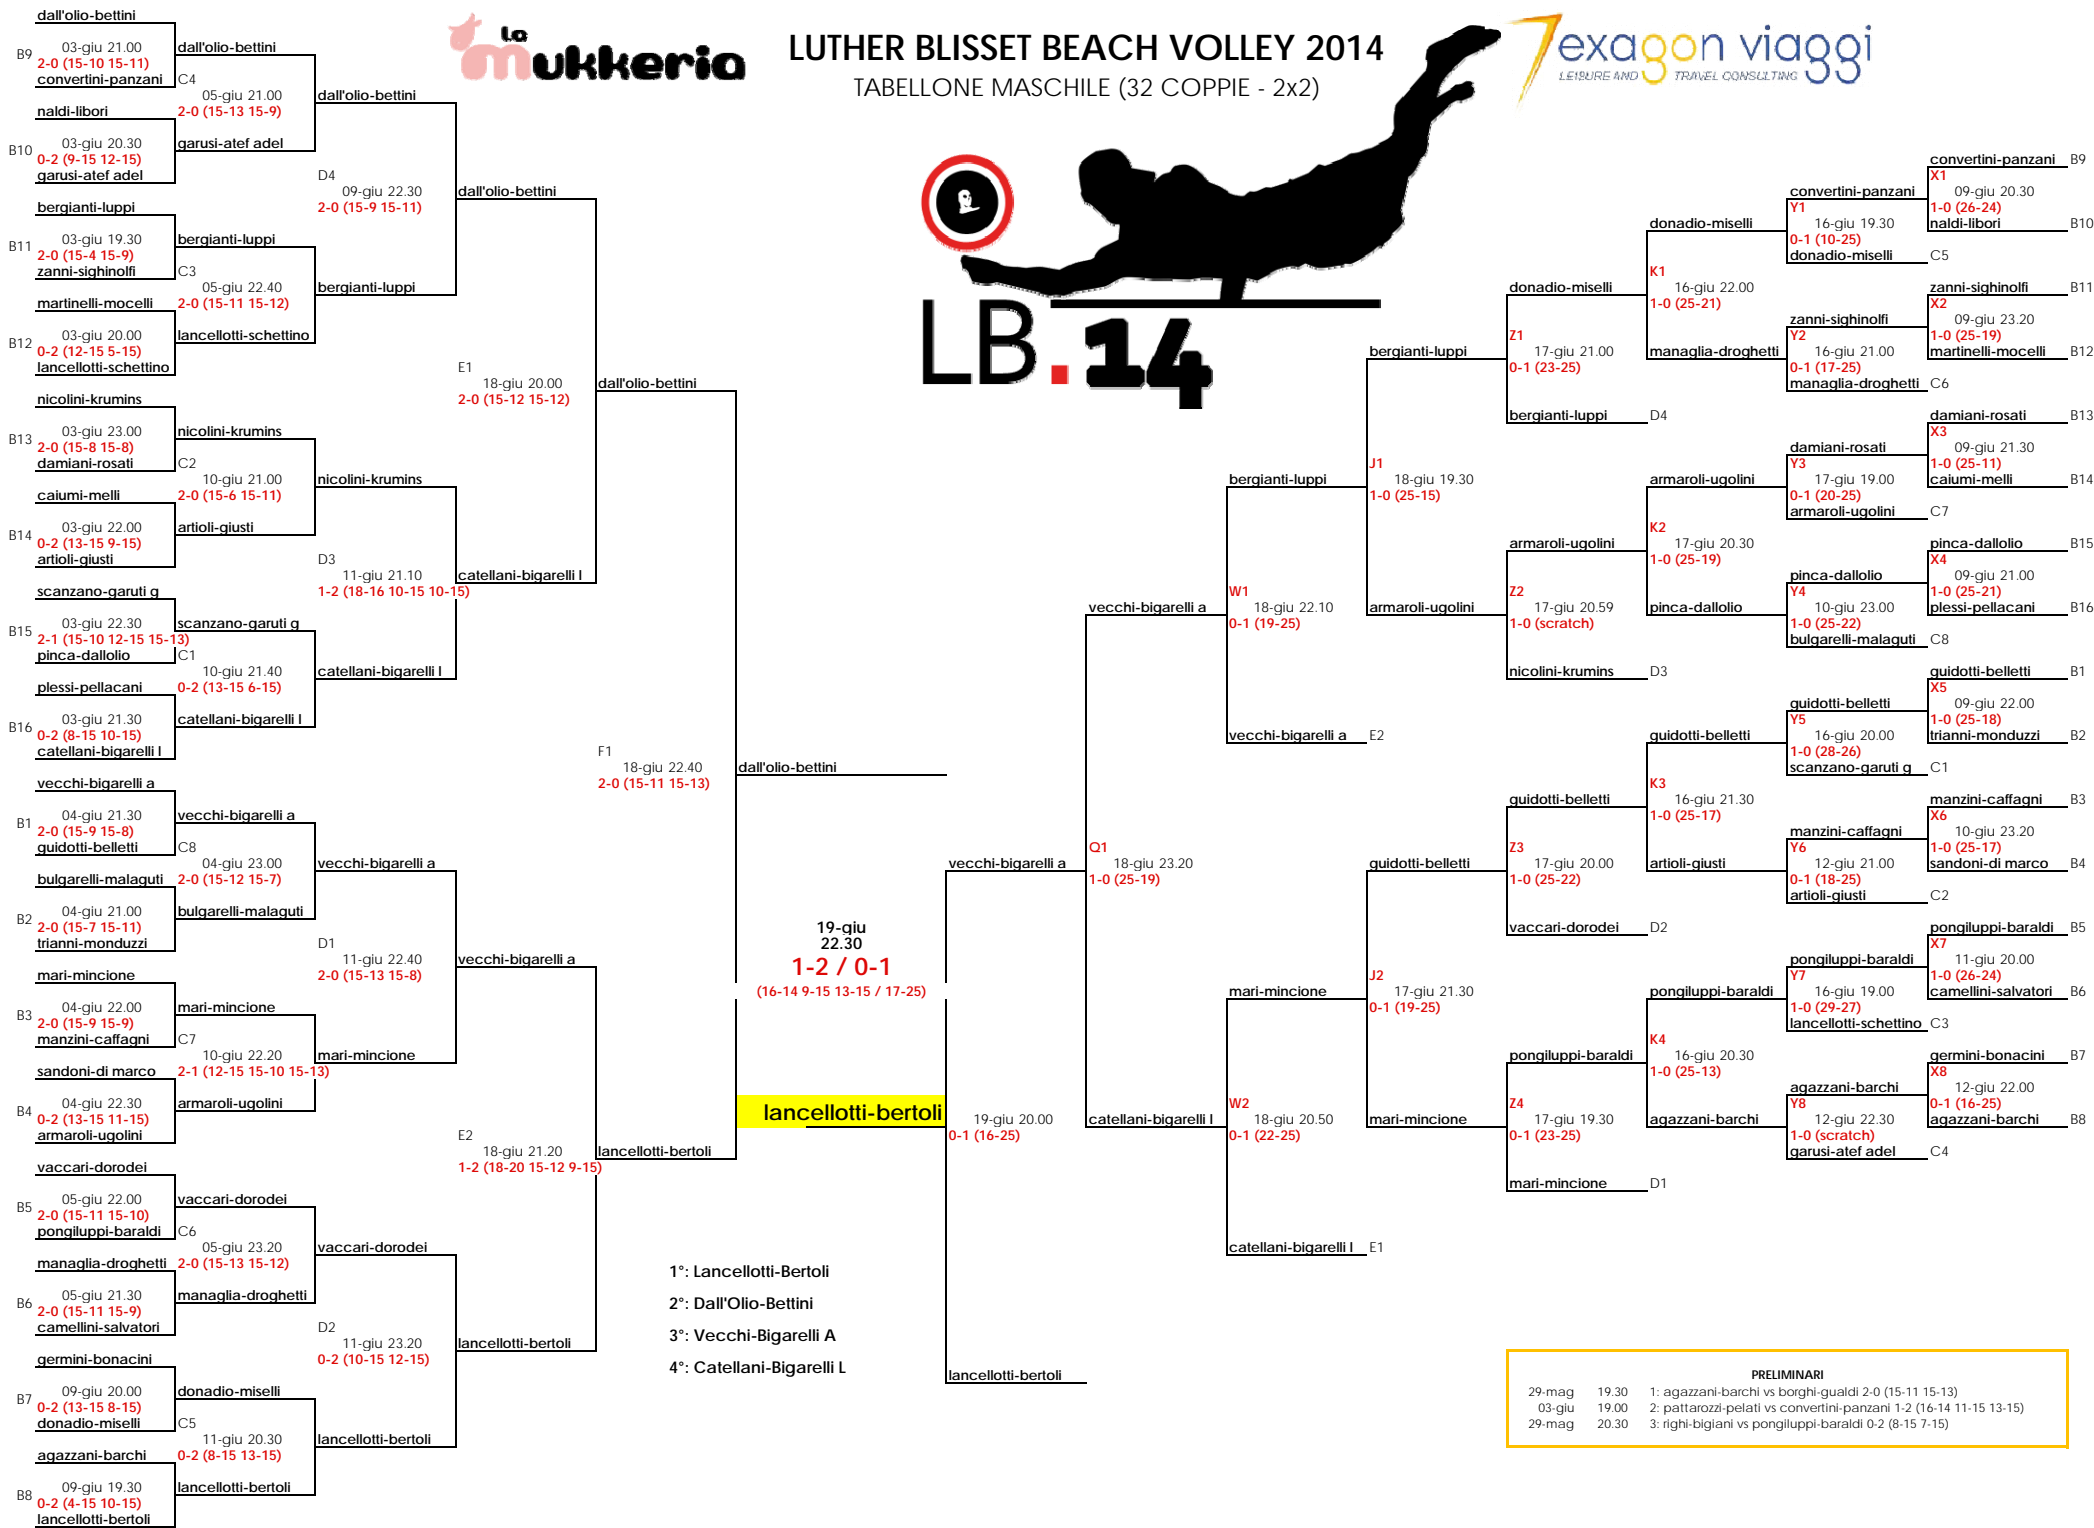 la
mukkeria
LUTHER BLISSET BEACH VOLLEY 2014
TABELLONE MASCHILE (32 COPPIE - 2x2)
7exagon viaggi
LEISURE AND TRAVEL CONSULTING
LB.14
dall'olio-bettini
B9
03-giu 21.00
2-0 (15-10 15-11)
convertini-panzani
naldi-libori
B10
03-giu 20.30
0-2 (9-15 12-15)
garusi-atef adel
bergianti-luppi
B11
03-giu 19.30
2-0 (15-4 15-9)
zanni-sighinolfi
martinelli-mocelli
B12
03-giu 20.00
0-2 (12-15 5-15)
lancellotti-schettino
nicolini-krumins
B13
03-giu 23.00
2-0 (15-8 15-8)
damiani-rosati
caiumi-melli
B14
03-giu 22.00
0-2 (13-15 9-15)
artioli-giusti
scanzano-garuti g
B15
03-giu 22.30
2-1 (15-10 12-15 15-13)
pinca-dallolio
plessi-pellacani
B16
03-giu 21.30
0-2 (8-15 10-15)
catellani-bigarelli l
vecchi-bigarelli a
B1
04-giu 21.30
2-0 (15-9 15-8)
guidotti-belletti
bulgarelli-malaguti
B2
04-giu 21.00
2-0 (15-7 15-11)
trianni-monduzzi
mari-mincione
B3
04-giu 22.00
2-0 (15-9 15-9)
manzini-caffagni
sandoni-di marco
B4
04-giu 22.30
0-2 (13-15 11-15)
armaroli-ugolini
vaccari-dorodei
B5
05-giu 22.00
2-0 (15-11 15-10)
pongiluppi-baraldi
managlia-droghetti
B6
05-giu 21.30
2-0 (15-11 15-9)
camellini-salvatori
germini-bonacini
B7
09-giu 20.00
0-2 (13-15 8-15)
donadio-miselli
agazzani-barchi
B8
09-giu 19.30
0-2 (4-15 10-15)
lancellotti-bertoli
dall'olio-bettini
C4
05-giu 21.00
2-0 (15-13 15-9)
garusi-atef adel
bergianti-luppi
C3
05-giu 22.40
2-0 (15-11 15-12)
lancellotti-schettino
nicolini-krumins
C2
10-giu 21.00
2-0 (15-6 15-11)
artioli-giusti
scanzano-garuti g
C1
10-giu 21.40
0-2 (13-15 6-15)
catellani-bigarelli l
vecchi-bigarelli a
C8
04-giu 23.00
2-0 (15-12 15-7)
bulgarelli-malaguti
mari-mincione
C7
10-giu 22.20
2-1 (12-15 15-10 15-13)
armaroli-ugolini
vaccari-dorodei
C6
05-giu 23.20
2-0 (15-13 15-12)
managlia-droghetti
donadio-miselli
C5
11-giu 20.30
0-2 (8-15 13-15)
lancellotti-bertoli
dall'olio-bettini
D4
09-giu 22.30
2-0 (15-9 15-11)
bergianti-luppi
nicolini-krumins
D3
11-giu 21.10
1-2 (18-16 10-15 10-15)
catellani-bigarelli l
vecchi-bigarelli a
D1
11-giu 22.40
2-0 (15-13 15-8)
mari-mincione
vaccari-dorodei
D2
11-giu 23.20
0-2 (10-15 12-15)
lancellotti-bertoli
dall'olio-bettini
E1
18-giu 20.00
2-0 (15-12 15-12)
catellani-bigarelli l
vecchi-bigarelli a
E2
18-giu 21.20
1-2 (18-20 15-12 9-15)
lancellotti-bertoli
dall'olio-bettini
F1
18-giu 22.40
2-0 (15-11 15-13)
lancellotti-bertoli
dall'olio-bettini
19-giu
22.30
1-2 / 0-1
(16-14 9-15 13-15 / 17-25)
lancellotti-bertoli
vecchi-bigarelli a
19-giu 20.00
0-1 (16-25)
lancellotti-bertoli
vecchi-bigarelli a
Q1
18-giu 23.20
1-0 (25-19)
catellani-bigarelli l
bergianti-luppi
W1
18-giu 22.10
0-1 (19-25)
vecchi-bigarelli a E2
mari-mincione
W2
18-giu 20.50
0-1 (22-25)
catellani-bigarelli l E1
bergianti-luppi
J1
18-giu 19.30
1-0 (25-15)
armaroli-ugolini
guidotti-belletti
J2
17-giu 21.30
0-1 (19-25)
mari-mincione
donadio-miselli
Z1
17-giu 21.00
0-1 (23-25)
bergianti-luppi D4
armaroli-ugolini
Z2
17-giu 20.59
1-0 (scratch)
nicolini-krumins D3
guidotti-belletti
Z3
17-giu 20.00
1-0 (25-22)
vaccari-dorodei D2
pongiluppi-baraldi
Z4
17-giu 19.30
0-1 (23-25)
mari-mincione D1
donadio-miselli
K1
16-giu 22.00
1-0 (25-21)
managlia-droghetti
armaroli-ugolini
K2
17-giu 20.30
1-0 (25-19)
pinca-dallolio
guidotti-belletti
K3
16-giu 21.30
1-0 (25-17)
artioli-giusti
pongiluppi-baraldi
K4
16-giu 20.30
1-0 (25-13)
agazzani-barchi
convertini-panzani
Y1
16-giu 19.30
0-1 (10-25)
donadio-miselli C5
zanni-sighinolfi
Y2
16-giu 21.00
0-1 (17-25)
managlia-droghetti C6
damiani-rosati
Y3
17-giu 19.00
0-1 (20-25)
armaroli-ugolini C7
pinca-dallolio
Y4
10-giu 23.00
1-0 (25-22)
bulgarelli-malaguti C8
guidotti-belletti
Y5
16-giu 20.00
1-0 (28-26)
scanzano-garuti g C1
manzini-caffagni
Y6
12-giu 21.00
0-1 (18-25)
artioli-giusti C2
pongiluppi-baraldi
Y7
16-giu 19.00
1-0 (29-27)
lancellotti-schettino C3
agazzani-barchi
Y8
12-giu 22.30
1-0 (scratch)
garusi-atef adel C4
convertini-panzani B9
X1
09-giu 20.30
1-0 (26-24)
naldi-libori B10
zanni-sighinolfi B11
X2
09-giu 23.20
1-0 (25-19)
martinelli-mocelli B12
damiani-rosati B13
X3
09-giu 21.30
1-0 (25-11)
caiumi-melli B14
pinca-dallolio B15
X4
09-giu 21.00
1-0 (25-21)
plessi-pellacani B16
guidotti-belletti B1
X5
09-giu 22.00
1-0 (25-18)
trianni-monduzzi B2
manzini-caffagni B3
X6
10-giu 23.20
1-0 (25-17)
sandoni-di marco B4
pongiluppi-baraldi B5
X7
11-giu 20.00
1-0 (26-24)
camellini-salvatori B6
germini-bonacini B7
X8
12-giu 22.00
0-1 (16-25)
agazzani-barchi B8
1°: Lancellotti-Bertoli
2°: Dall'Olio-Bettini
3°: Vecchi-Bigarelli A
4°: Catellani-Bigarelli L
PRELIMINARI
29-mag 19.30 1: agazzani-barchi vs borghi-gualdi 2-0 (15-11 15-13)
03-giu 19.00 2: pattarozzi-pelati vs convertini-panzani 1-2 (16-14 11-15 13-15)
29-mag 20.30 3: righi-bigiani vs pongiluppi-baraldi 0-2 (8-15 7-15)